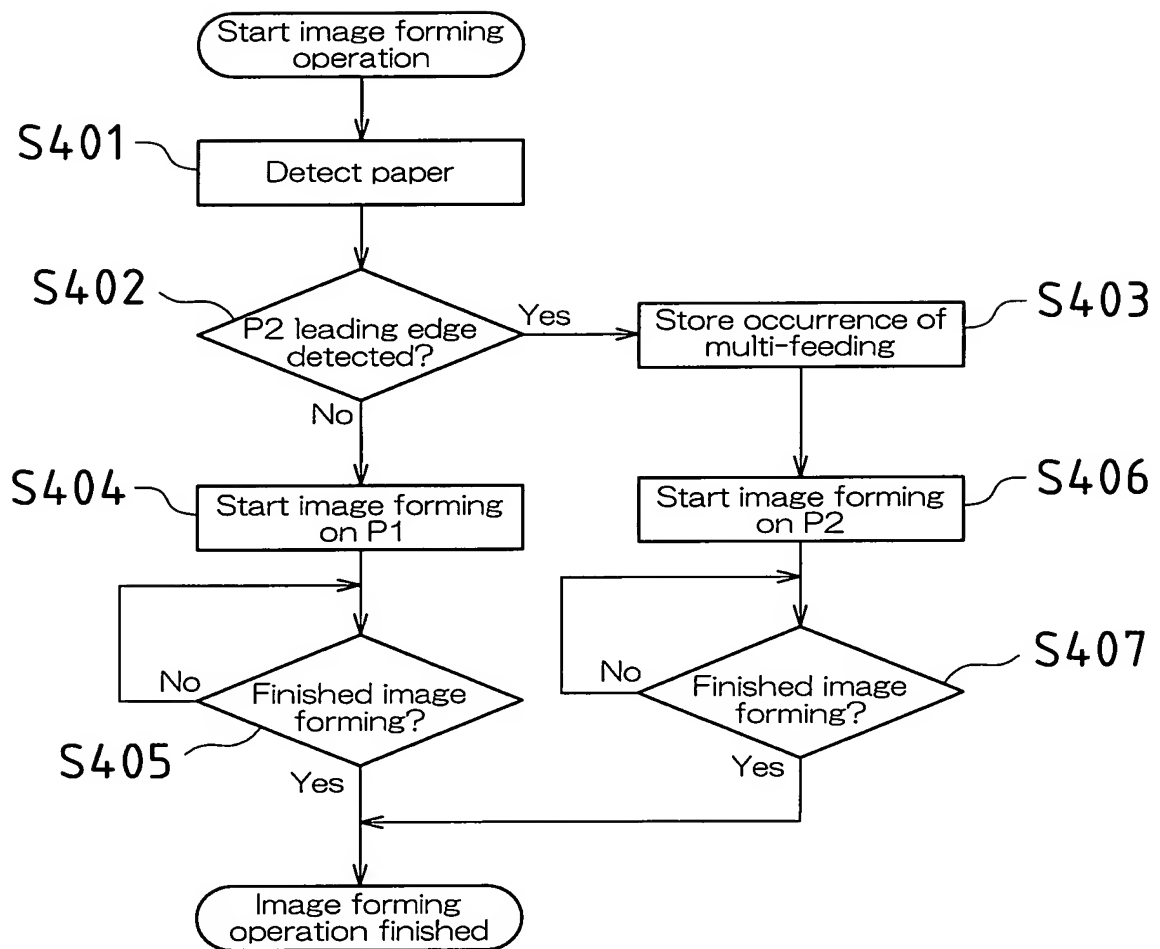 Start image forming
operation
S401
Detect paper
S402
P2 leading edge
detected?
Yes
No
Store occurrence of
multi-feeding
S403
S404
Start image forming
on P1
Start image forming
on P2
S406
No
Finished image
forming?
S405
Yes
No
Finished image
forming?
S407
Yes
Image forming
operation finished